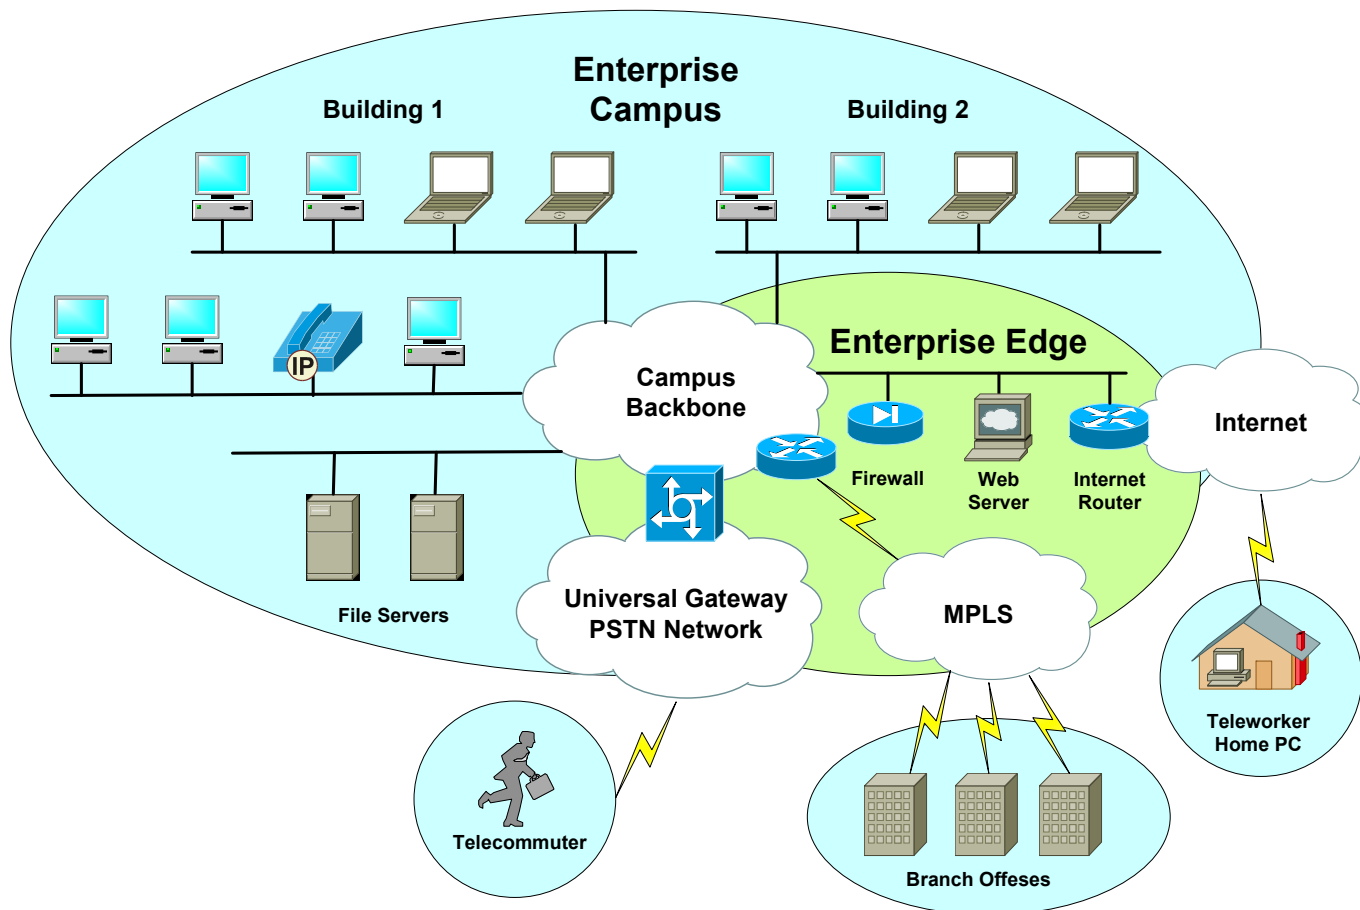 Enterprise
Campus
Building 1
Building 2
Enterprise Edge
IP
Campus
Backbone
Internet
Firewall
Web
Server
Internet
Router
File Servers
Universal Gateway
PSTN Network
MPLS
Teleworker
Home PC
Telecommuter
Branch Offeses